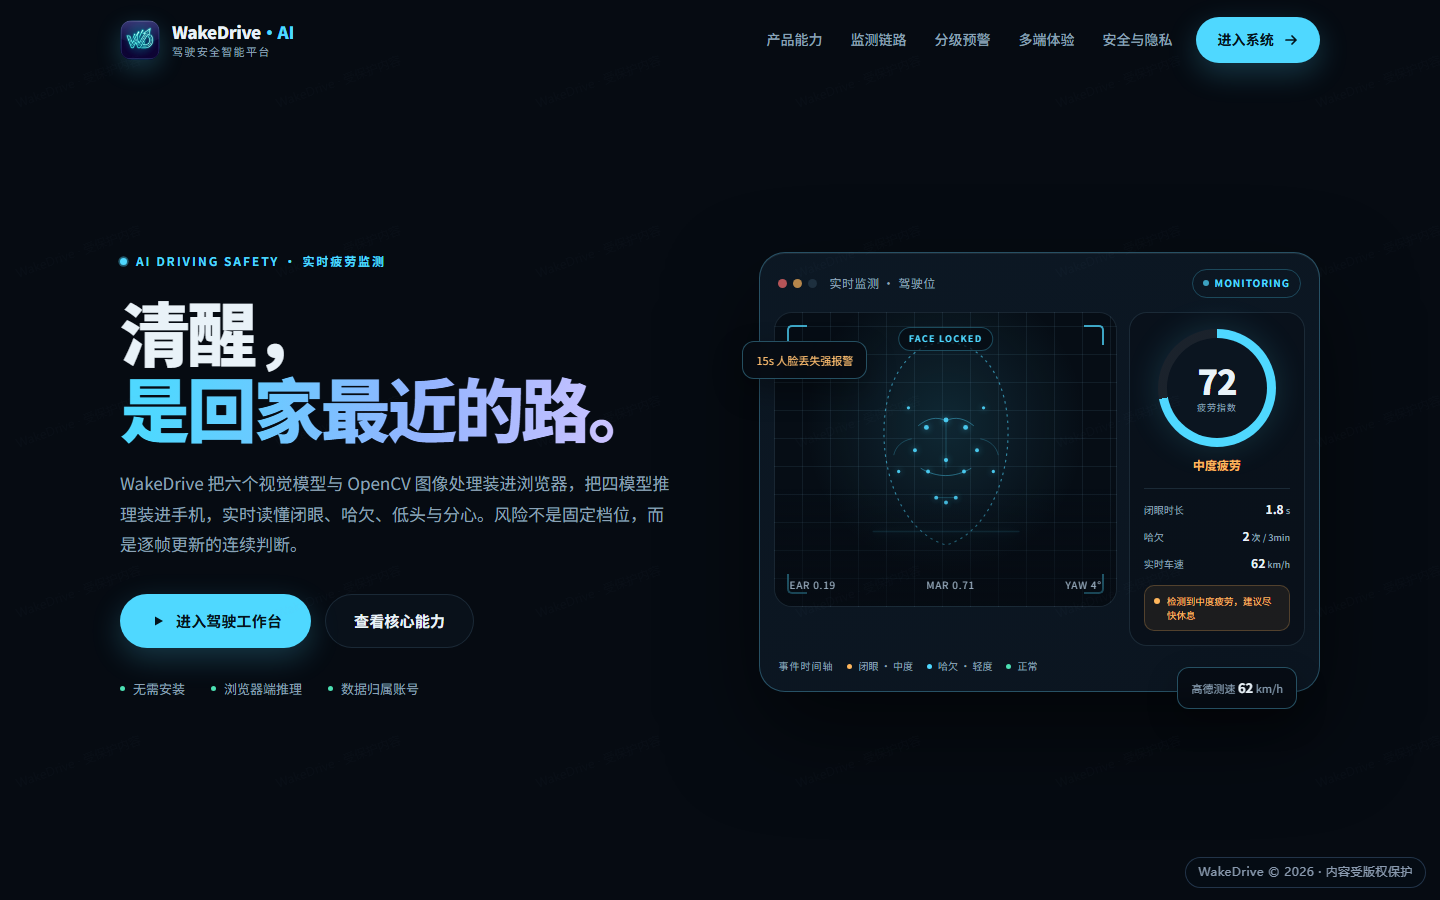 WakeDrive • AI
驾驶安全智能平台
产品能力
监测链路
分级预警
多端体验
安全与隐私
进入系统 →
AI DRIVING SAFETY • 实时疲劳监测
清醒，
是回家最近的路。
WakeDrive 把六个视觉模型与 OpenCV 图像处理装进浏览器，把四模型推
理装进手机，实时读懂闭眼、哈欠、低头与分心。风险不是固定档位，而
是逐帧更新的连续判断。
进入驾驶工作台
查看核心能力
无需安装
浏览器端推理
数据归属账号
实时监测 • 驾驶位
MONITORING
FACE LOCKED
15s 人脸丢失强报警
EAR 0.19
MAR 0.71
YAW 4°
72
疲劳指数
中度疲劳
闭眼时长 1.8 s
哈欠 2 次 / 3min
实时车速 62 km/h
检测到中度疲劳，建议尽
快休息
事件时间轴
闭眼 • 中度
哈欠 • 轻度
正常
高德测速 62 km/h
WakeDrive © 2026 · 内容受版权保护